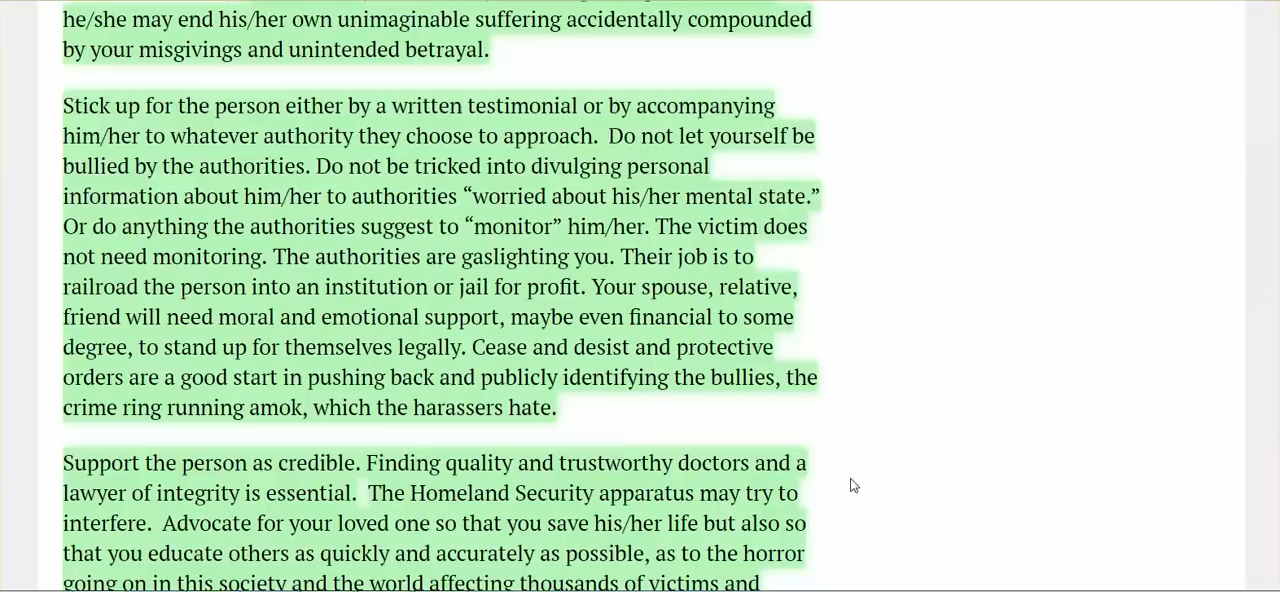 he/she may end his/her own unimaginable suffering accidentally compounded
by your misgivings and unintended betrayal.
Stick up for the person either by a written testimonial or by accompanying
him/her to whatever authority they choose to approach.  Do not let yourself be
bullied by the authorities. Do not be tricked into divulging personal
information about him/her to authorities “worried about his/her mental state.”
Or do anything the authorities suggest to “monitor” him/her. The victim does
not need monitoring. The authorities are gaslighting you. Their job is to
railroad the person into an institution or jail for profit. Your spouse, relative,
friend will need moral and emotional support, maybe even financial to some
degree, to stand up for themselves legally. Cease and desist and protective
orders are a good start in pushing back and publicly identifying the bullies, the
crime ring running amok, which the harassers hate.
Support the person as credible. Finding quality and trustworthy doctors and a
lawyer of integrity is essential.  The Homeland Security apparatus may try to
interfere.  Advocate for your loved one so that you save his/her life but also so
that you educate others as quickly and accurately as possible, as to the horror
going on in this society and the world affecting thousands of victims and